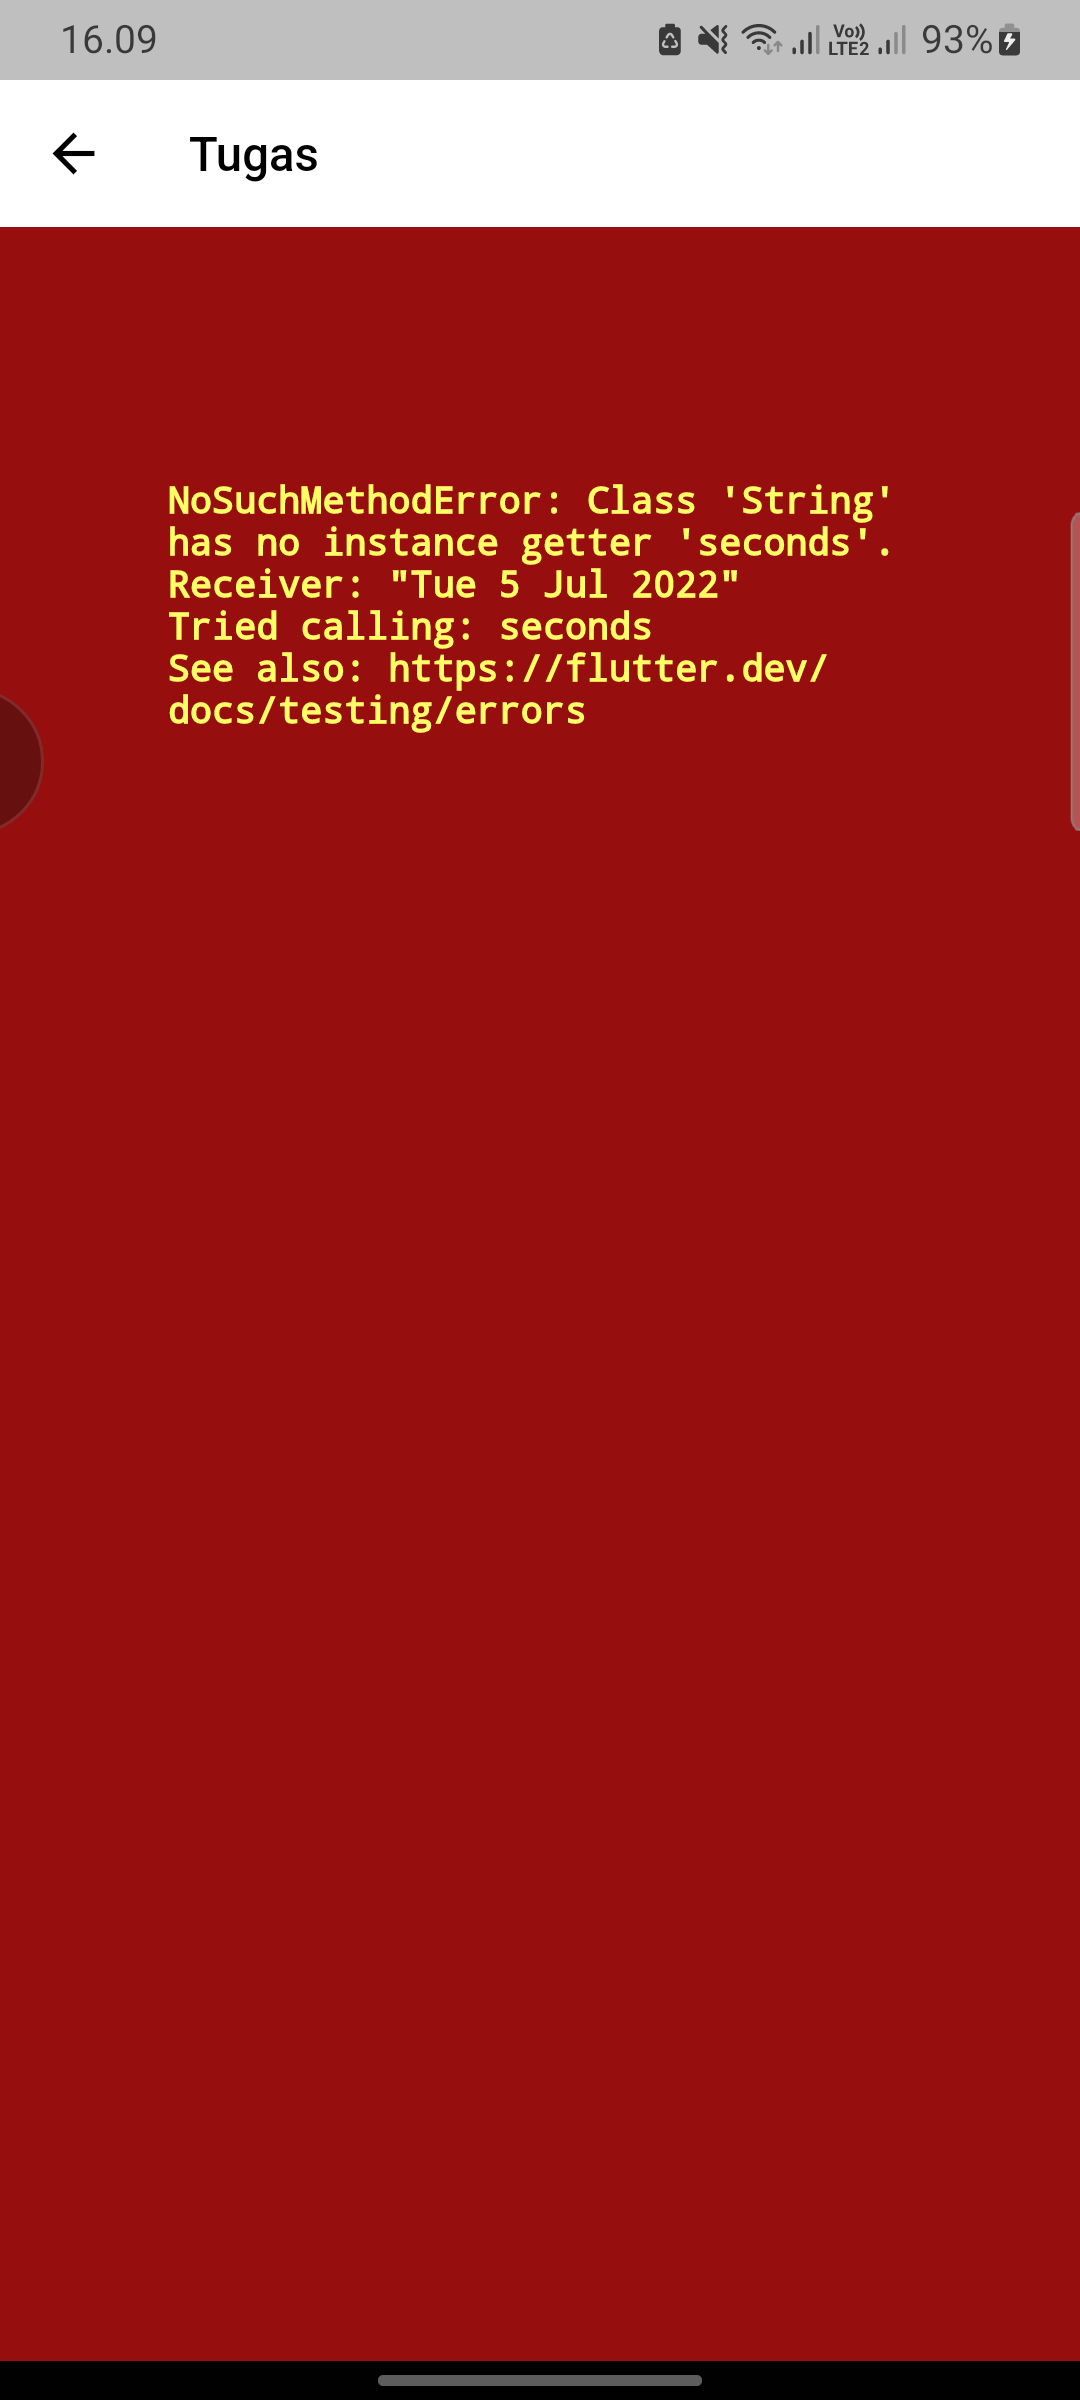 16.09
Vo))
LTE2
93%
Tugas
NoSuchMethodError: Class 'String'
has no instance getter 'seconds'.
Receiver: "Tue 5 Jul 2022"
Tried calling: seconds
See also: https://flutter.dev/
docs/testing/errors